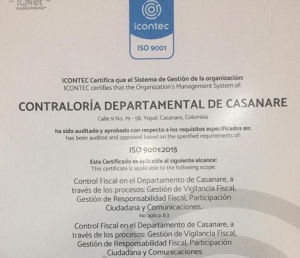 IQNet
icontec
ISO 9001
ICONTEC Certifica que el Sistema de Gestión de la organización:
ICONTEC certifies that the Organization's Management System of:
CONTRALORÍA DEPARTAMENTAL DE CASANARE
Calle 9 No. 19 - 58, Yopal, Casanare, Colombia
ha sido auditado y aprobado con respecto a los requisitos especificados en:
has been audited and approved based on the specified requirements of:
ISO 9001:2015
Este Certificado es aplicable al siguiente alcance:
This certificate is applicable to the following scope:
Control Fiscal en el Departamento de Casanare, a
través de los procesos: Gestión de Vigilancia Fiscal,
Gestión de Responsabilidad Fiscal, Participación
Ciudadana y Comunicaciones.
No aplica 8.3
Control Fiscal en el Departamento de Casanare, a
través de los procesos: Gestión de Vigilancia Fiscal,
Gestión de Responsabilidad Fiscal, Participación
Ciudadana y Comunicaciones